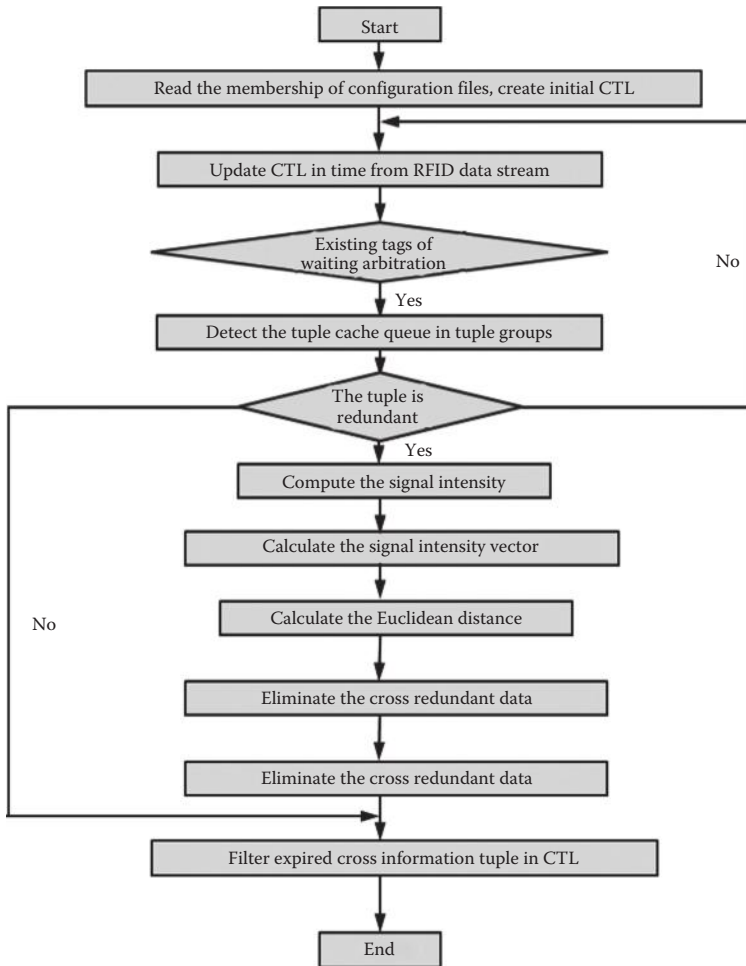 Start
Read the membership of configuration files, create initial CTL
Update CTL in time from RFID data stream
Existing tags of
waiting arbitration
No
Yes
Detect the tuple cache queue in tuple groups
The tuple is
redundant
Yes
Compute the signal intensity
Calculate the signal intensity vector
Calculate the Euclidean distance
No
Eliminate the cross redundant data
Eliminate the cross redundant data
Filter expired cross information tuple in CTL
End